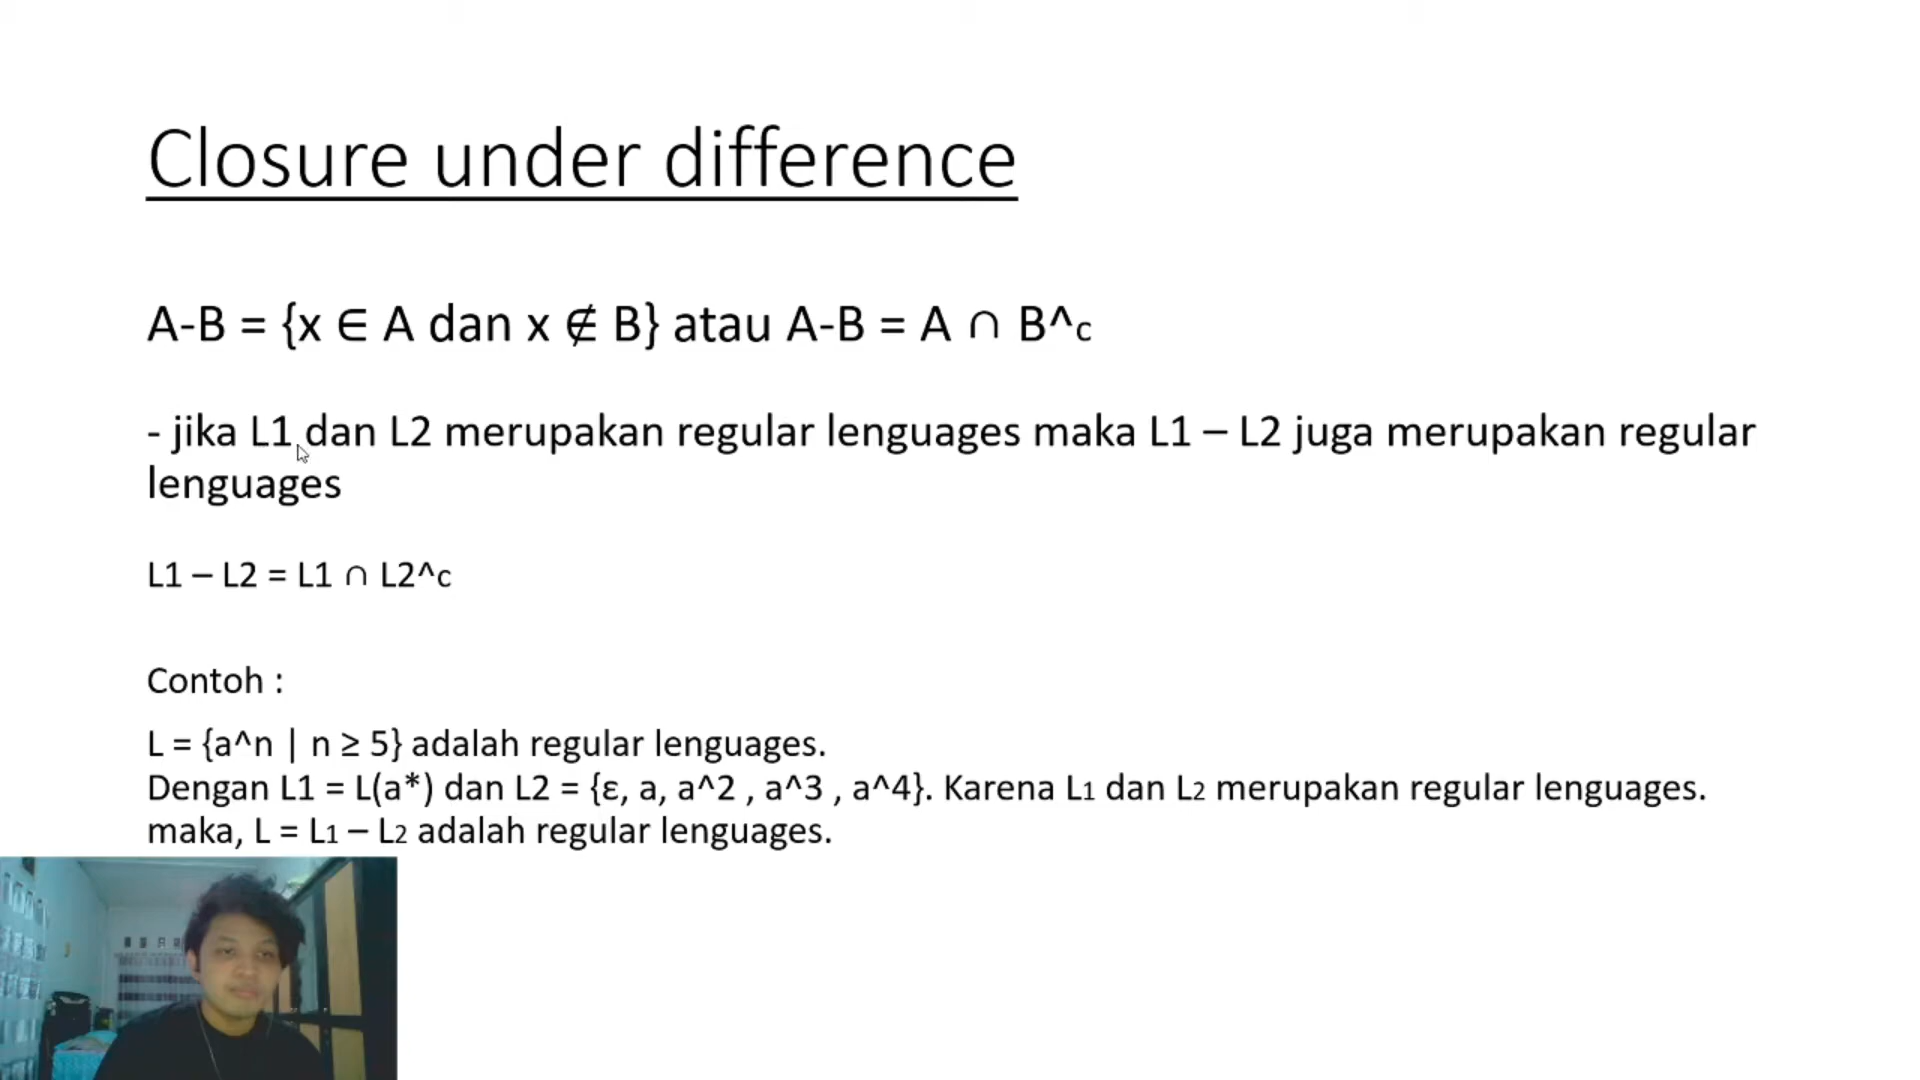 Closure under difference
A-B = {x ∈ A dan x ∉ B} atau A-B = A ∩ B^c
- jika L1 dan L2 merupakan regular lenguages maka L1 – L2 juga merupakan regular
lenguages
L1 – L2 = L1 ∩ L2^c
Contoh :
L = {a^n | n ≥ 5} adalah regular lenguages.
Dengan L1 = L(a*) dan L2 = {ε, a, a^2 , a^3 , a^4}. Karena L1 dan L2 merupakan regular lenguages.
maka, L = L1 – L2 adalah regular lenguages.